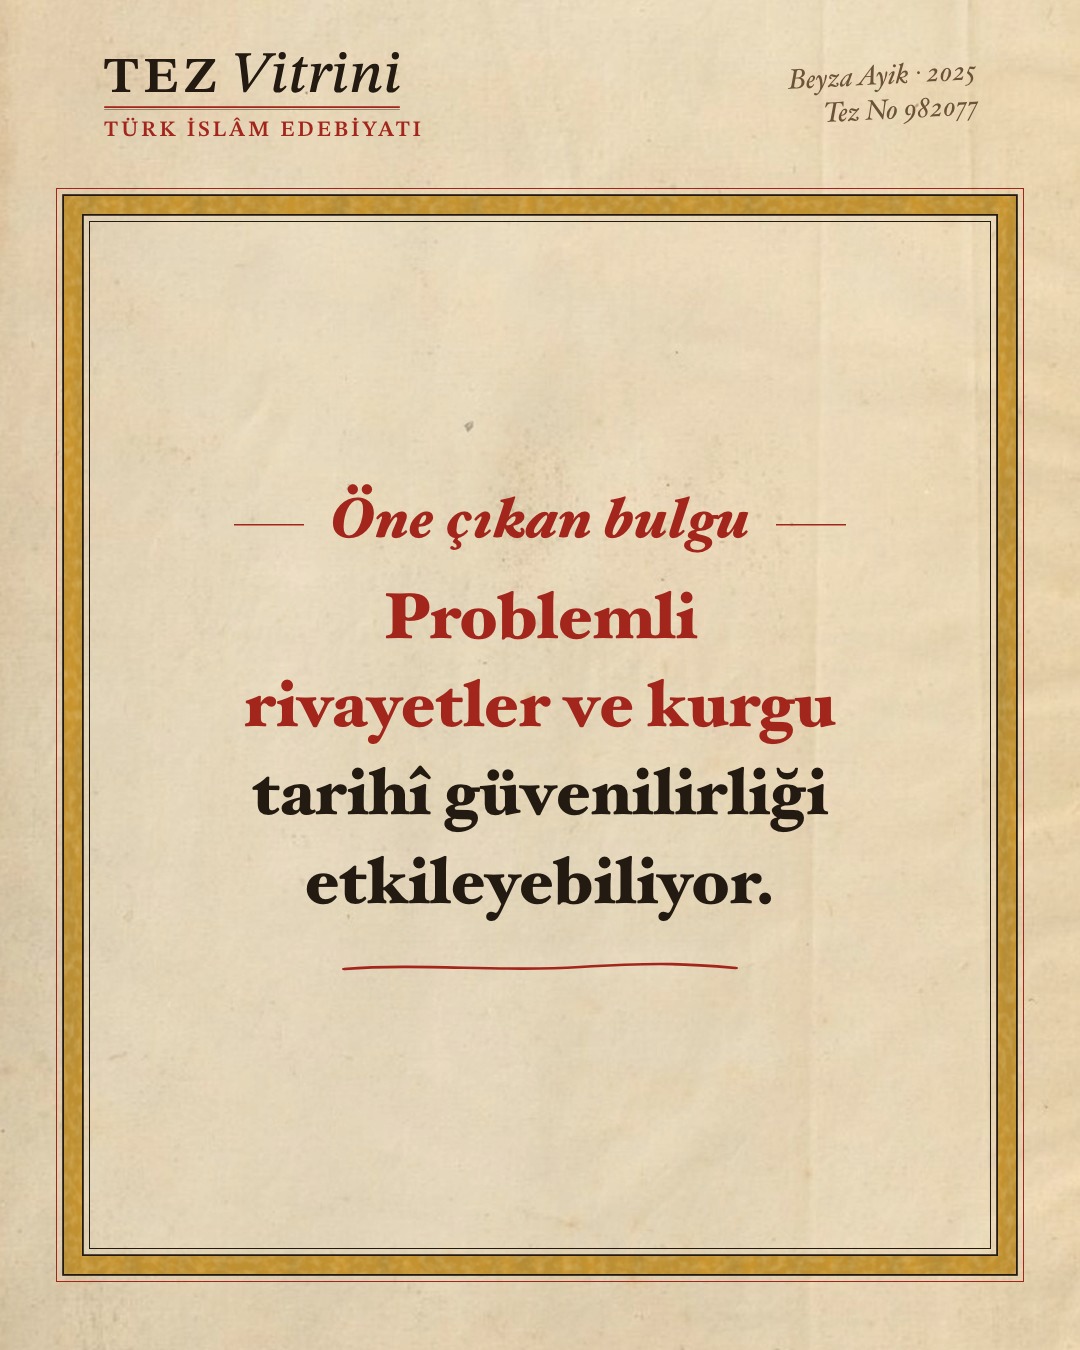 TEZ Vitrini
TÜRK İSLÂM EDEBİYATI
Beyza Ayik · 2025
Tez No 982077
Öne çıkan bulgu
Problemli
rivayetler ve kurgu
tarihî güvenilirliği
etkileyebiliyor.